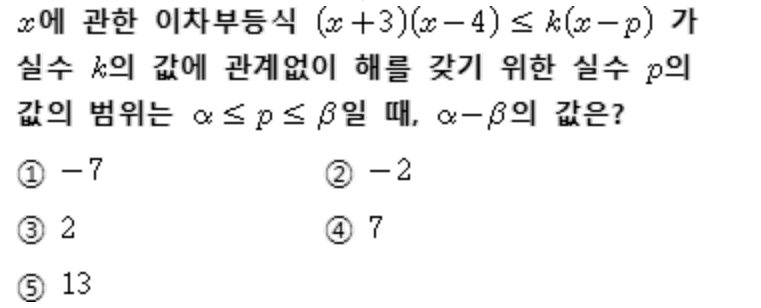 x에 관한 이차부등식 (x+3)(x-4) ≤ k(x-p) 가
실수 k의 값에 관계없이 해를 갖기 위한 실수 p의
값의 범위는 α ≤ p ≤ β일 때, α-β의 값은?
① -7 ② -2
③ 2 ④ 7
⑤ 13